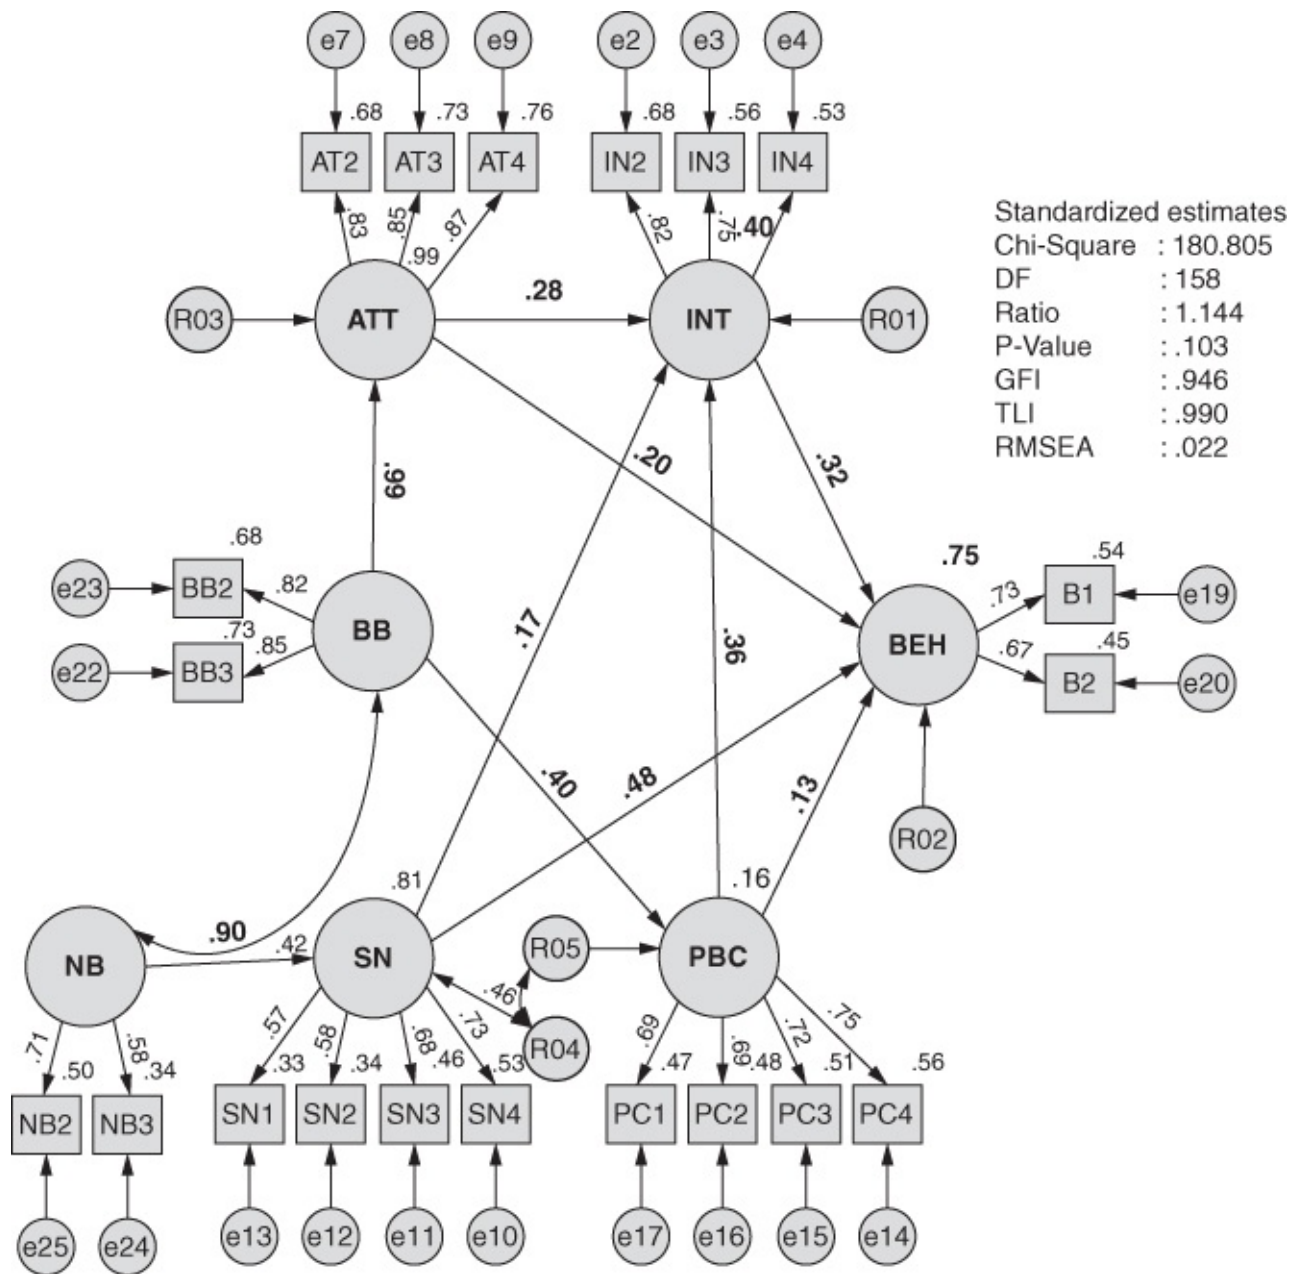 e7 e8 e9 e2 e3 e4
.68 .73 .76 .68 .56 .53
AT2 AT3 AT4 IN2 IN3 IN4
.83 .85 .99 .87 .82 .75 .40
Standardized estimates
Chi-Square : 180.805
DF : 158
Ratio : 1.144
P-Value : .103
GFI : .946
TLI : .990
RMSEA : .022
R03 ATT .28 INT R01
.99 .20 .32
.68
e23 BB2 .82
.73
e22 BB3 .85
BB
.17 .36
.75
BEH
.54
.73 B1 e19
.45
.67 B2 e20
.40 .48 .13
R02
.81 .16
NB .90 .42 SN
R05 PBC
.46
R04
.71 .50 .58 .34
NB2 NB3
.57 .33 .58 .34 .68 .46 .73 .53
SN1 SN2 SN3 SN4
.69 .47 .69 .48 .72 .51 .75 .56
PC1 PC2 PC3 PC4
e25 e24 e13 e12 e11 e10 e17 e16 e15 e14